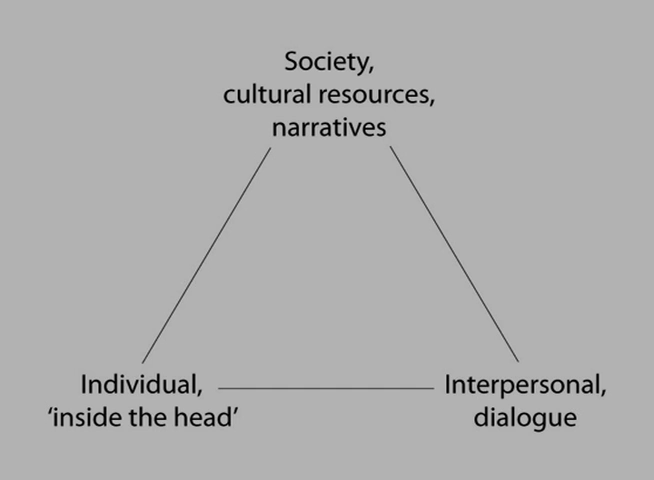 Society,
cultural resources,
narratives
Individual,
‘inside the head’
Interpersonal,
dialogue